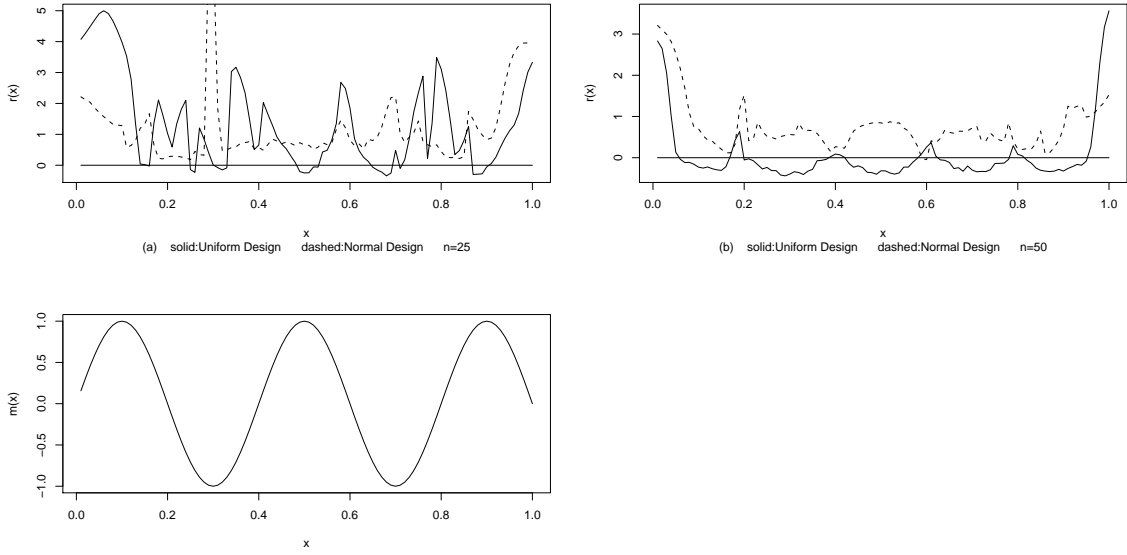 r(x)
5
4
3
2
1
0
0.0 0.2 0.4 0.6 0.8 1.0
x
(a) solid:Uniform Design dashed:Normal Design n=25
r(x)
3
2
1
0
0.0 0.2 0.4 0.6 0.8 1.0
x
(b) solid:Uniform Design dashed:Normal Design n=50
m(x)
1.0
0.5
0.0
−0.5
−1.0
0.0 0.2 0.4 0.6 0.8 1.0
x